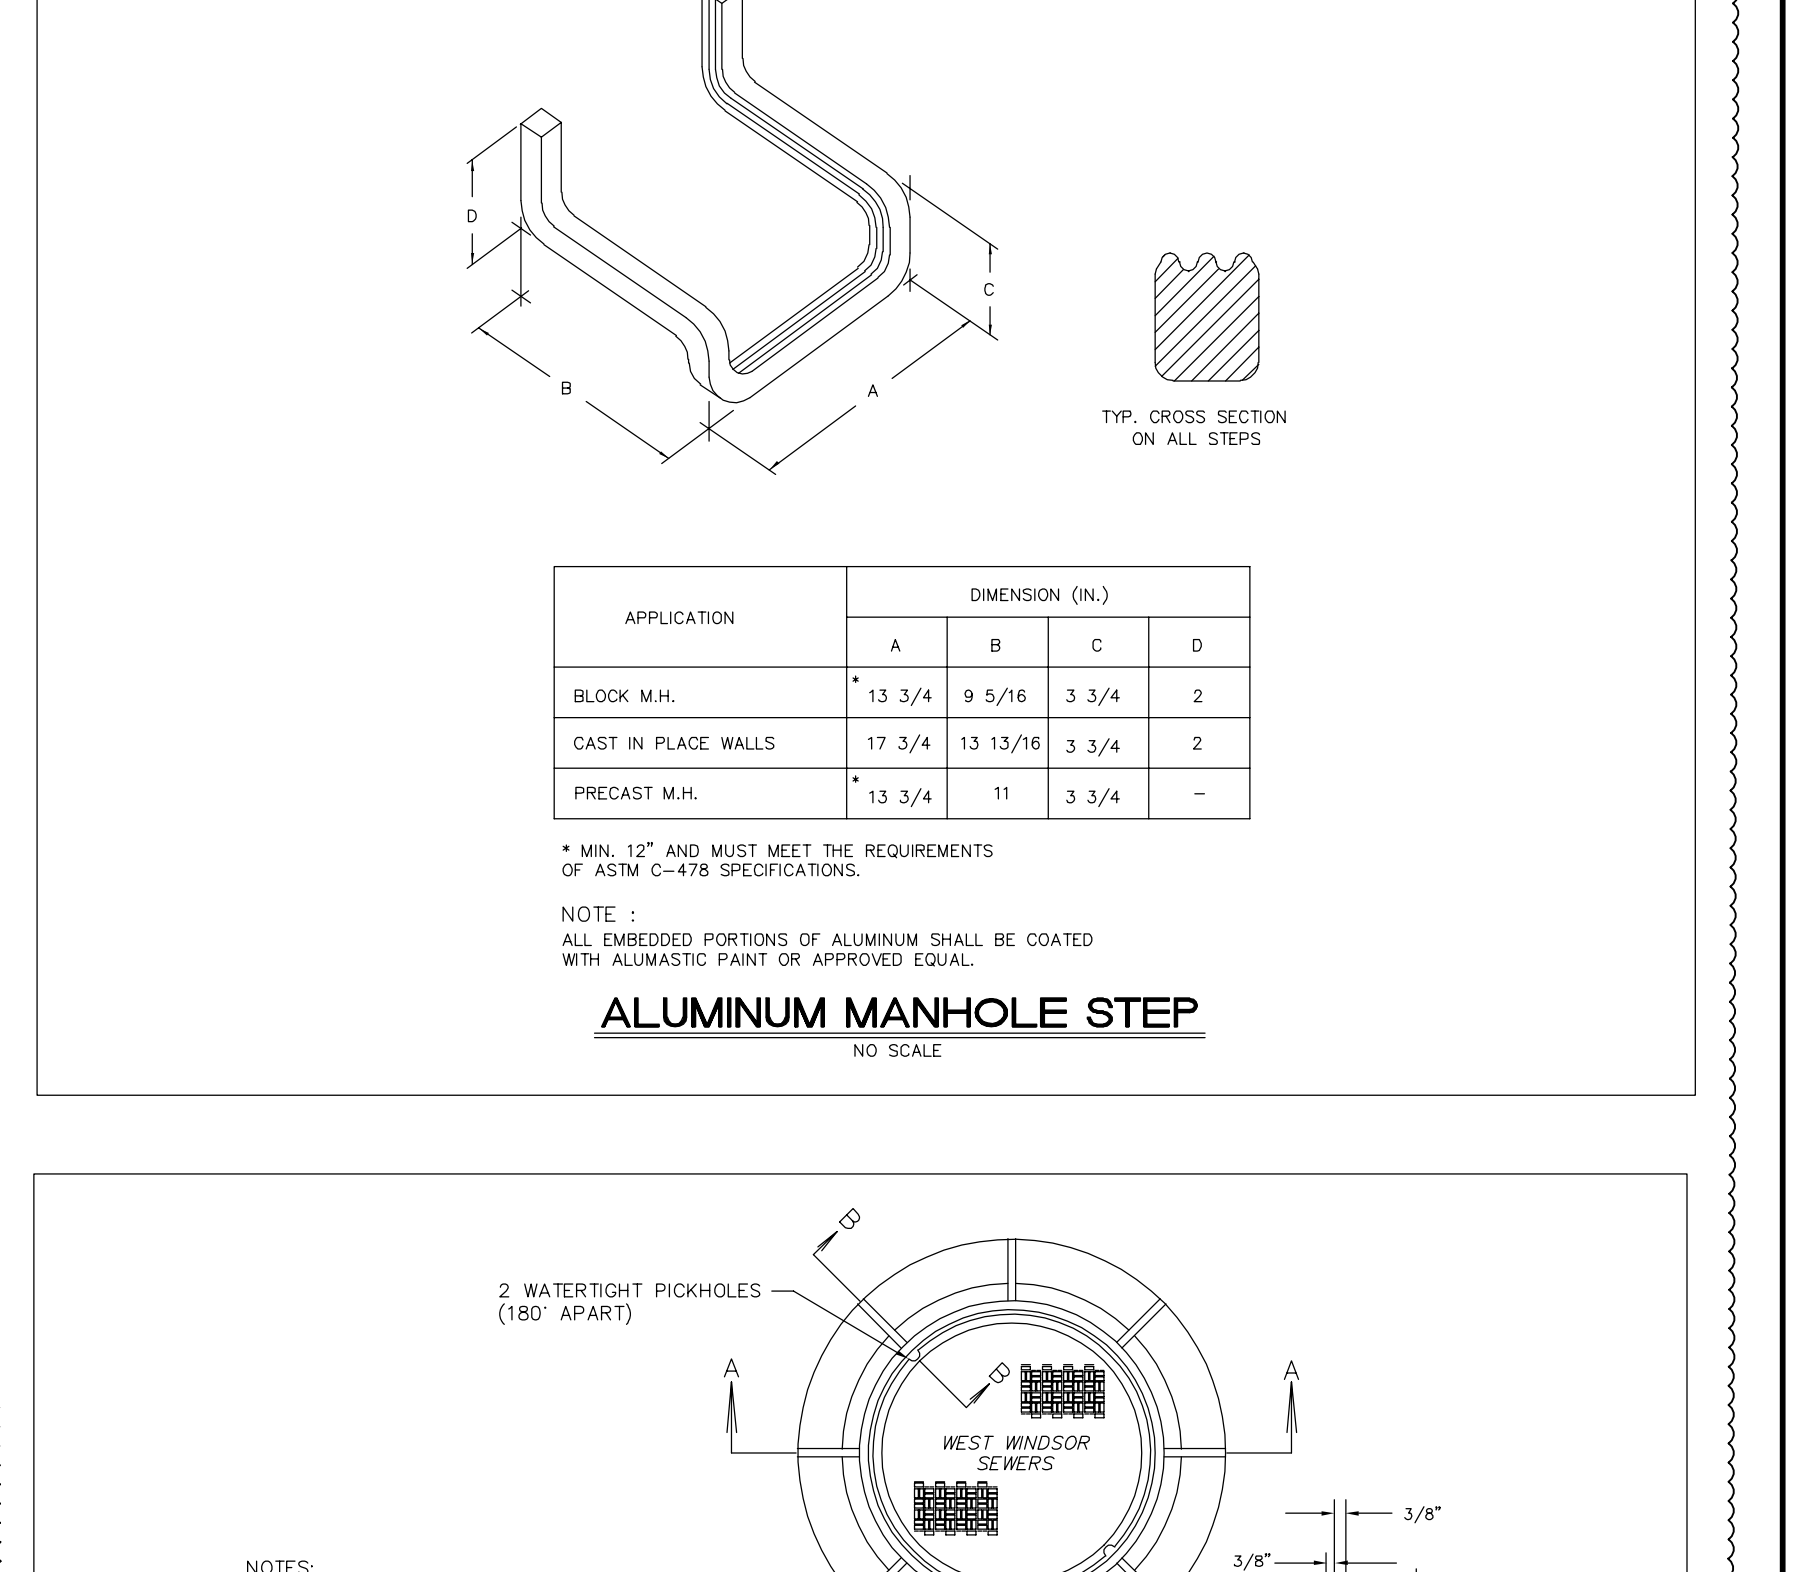 D
C
B
A
TYP. CROSS SECTION
ON ALL STEPS
APPLICATION
DIMENSION (IN.)
A B C D
BLOCK M.H. * 13 3/4 9 5/16 3 3/4 2
CAST IN PLACE WALLS 17 3/4 13 13/16 3 3/4 2
PRECAST M.H. * 13 3/4 11 3 3/4 –
* MIN. 12” AND MUST MEET THE REQUIREMENTS
OF ASTM C–478 SPECIFICATIONS.
NOTE :
ALL EMBEDDED PORTIONS OF ALUMINUM SHALL BE COATED
WITH ALUMASTIC PAINT OR APPROVED EQUAL.
ALUMINUM MANHOLE STEP
NO SCALE
B
2 WATERTIGHT PICKHOLES
(180° APART)
A
B
A
WEST WINDSOR
SEWERS
3/8”
3/8”
NOTES: